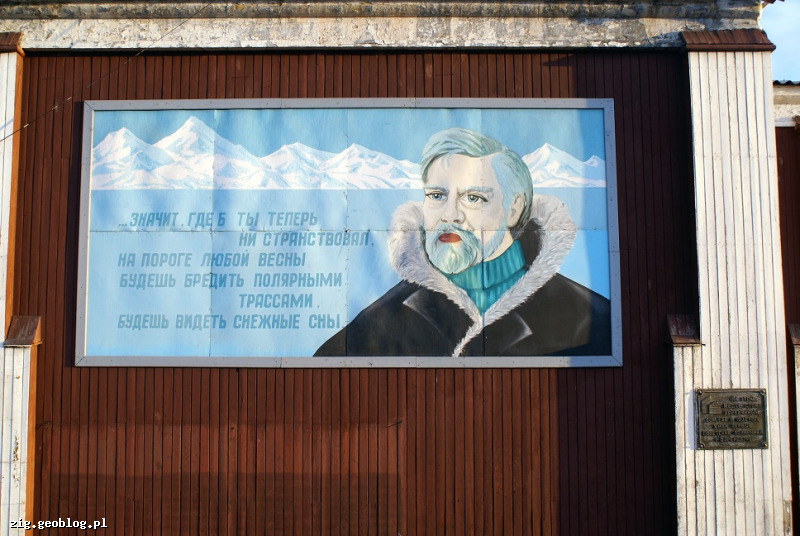 ...ЗНАЧИТ, ГДЕ Б ТЫ ТЕПЕРЬ
НИ СТРАНСТВОВАЛ,
НА ПОРОГЕ ЛЮБОЙ ВЕСНЫ
БУДЕШЬ БРЕДИТЬ ПОЛЯРНЫМИ
ТРАССАМИ,
БУДЕШЬ ВИДЕТЬ СНЕЖНЫЕ СНЫ
zig.geoblog.pl